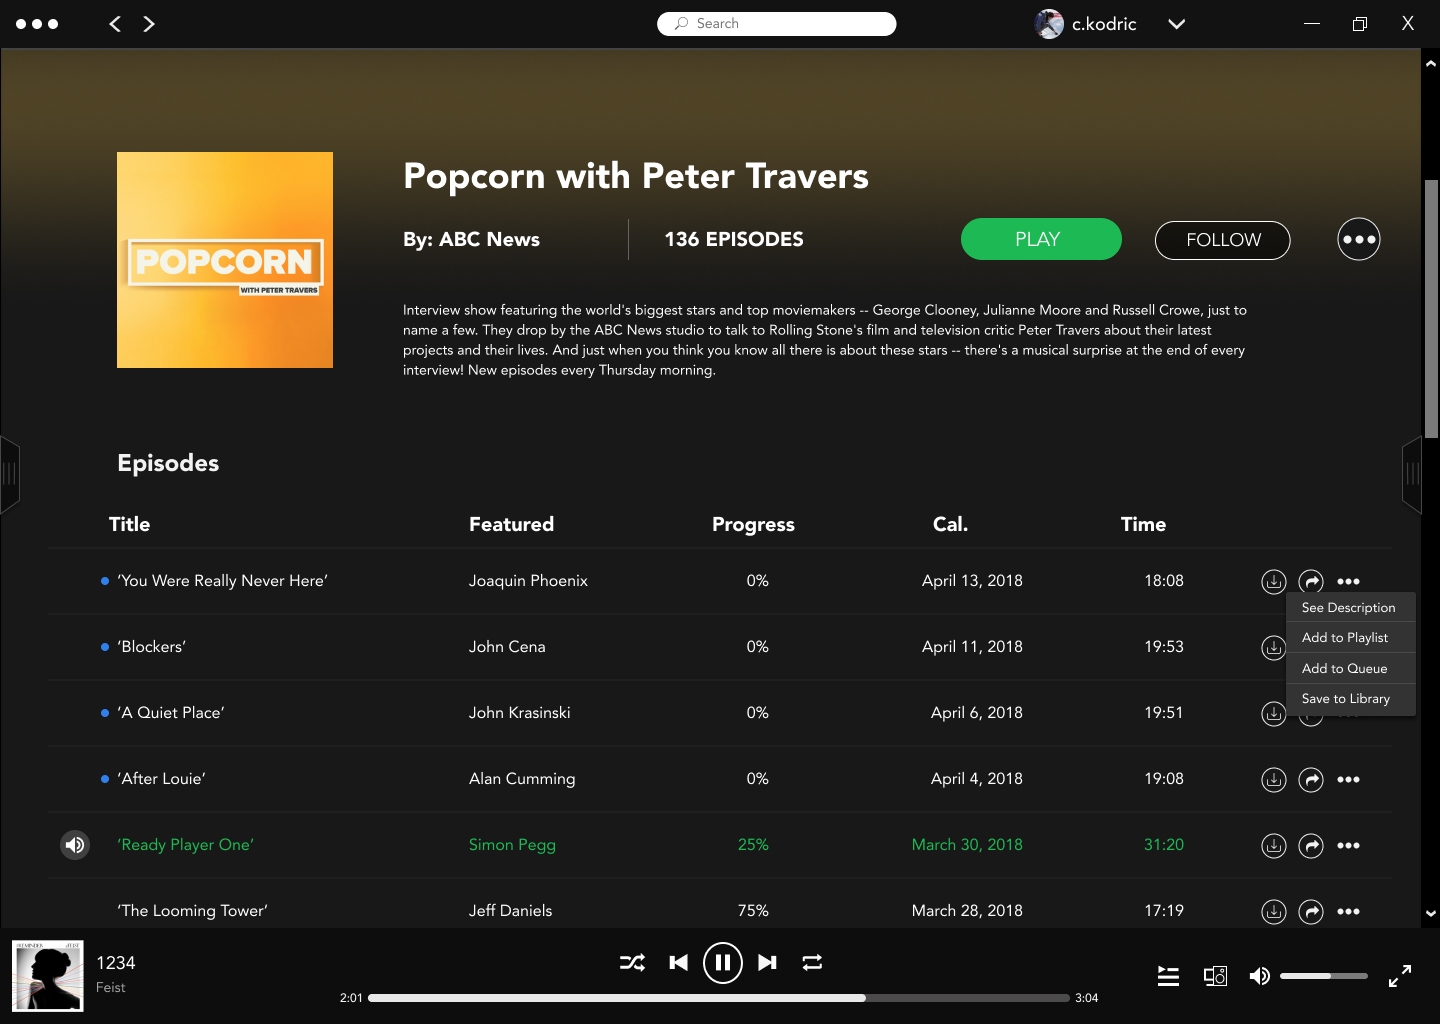 Search
c.kodric
X
POPCORN
WITH PETER TRAVERS
Popcorn with Peter Travers
By: ABC News
136 EPISODES
PLAY
FOLLOW
Interview show featuring the world's biggest stars and top moviemakers -- George Clooney, Julianne Moore and Russell Crowe, just to
name a few. They drop by the ABC News studio to talk to Rolling Stone's film and television critic Peter Travers about their latest
projects and their lives. And just when you think you know all there is about these stars -- there's a musical surprise at the end of every
interview! New episodes every Thursday morning.
Episodes
Title Featured Progress Cal. Time
‘You Were Really Never Here’ Joaquin Phoenix 0% April 13, 2018 18:08
See Description
Add to Playlist
Add to Queue
Save to Library
‘Blockers’ John Cena 0% April 11, 2018 19:53
‘A Quiet Place’ John Krasinski 0% April 6, 2018 19:51
‘After Louie’ Alan Cumming 0% April 4, 2018 19:08
‘Ready Player One’ Simon Pegg 25% March 30, 2018 31:20
‘The Looming Tower’ Jeff Daniels 75% March 28, 2018 17:19
FEIST
1234
Feist
2:01
3:04